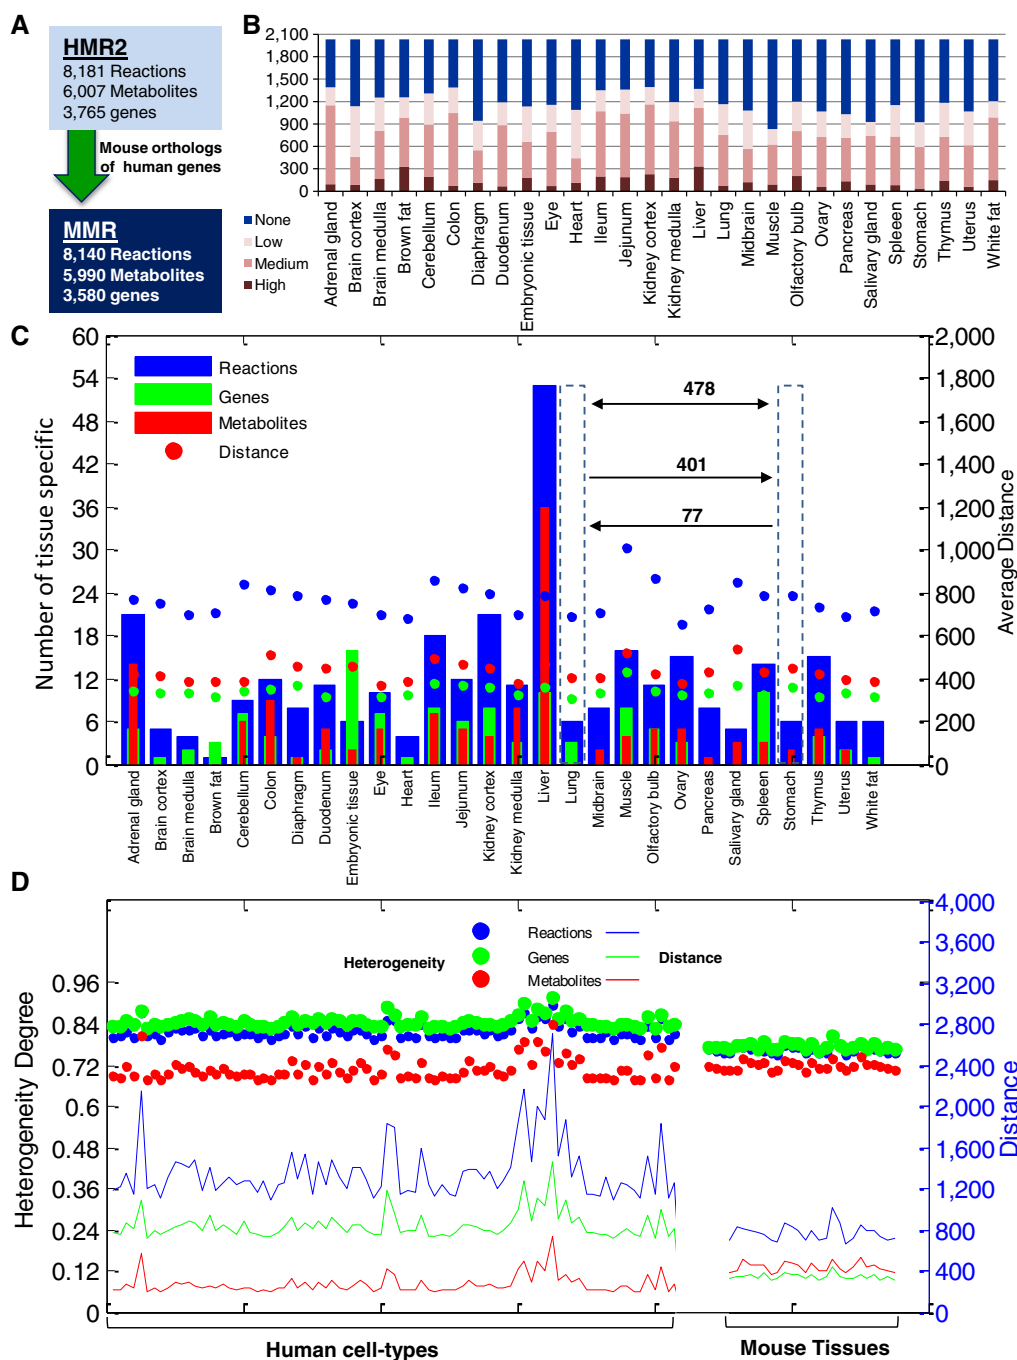 A
HMR2
8,181 Reactions
6,007 Metabolites
3,765 genes
Mouse orthologs
of human genes
MMR
8,140 Reactions
5,990 Metabolites
3,580 genes
B
2,100
1,800
1,500
1,200
900
600
300
0
None
Low
Medium
High
Adrenal gland
Brain cortex
Brain medulla
Brown fat
Cerebellum
Colon
Diaphragm
Duodenum
Embryonic tissue
Eye
Heart
Ileum
Jejunum
Kidney cortex
Kidney medulla
Liver
Lung
Midbrain
Muscle
Olfactory bulb
Ovary
Pancreas
Salivary gland
Spleeen
Stomach
Thymus
Uterus
White fat
C
Number of tissue specific
60
54
48
42
36
30
24
18
12
6
0
Reactions
Genes
Metabolites
Distance
478
401
77
2,000
1,800
1,600
1,400
1,200
1,000
800
600
400
200
0
Average Distance
Adrenal gland
Brain cortex
Brain medulla
Brown fat
Cerebellum
Colon
Diaphragm
Duodenum
Embryonic tissue
Eye
Heart
Ileum
Jejunum
Kidney cortex
Kidney medulla
Liver
Lung
Midbrain
Muscle
Olfactory bulb
Ovary
Pancreas
Salivary gland
Spleeen
Stomach
Thymus
Uterus
White fat
D
Heterogeneity Degree
0.96
0.84
0.72
0.6
0.48
0.36
0.24
0.12
0
Heterogeneity
Reactions
Genes
Metabolites
Distance
4,000
3,600
3,200
2,800
2,400
2,000
1,600
1,200
800
400
0
Distance
Human cell-types
Mouse Tissues